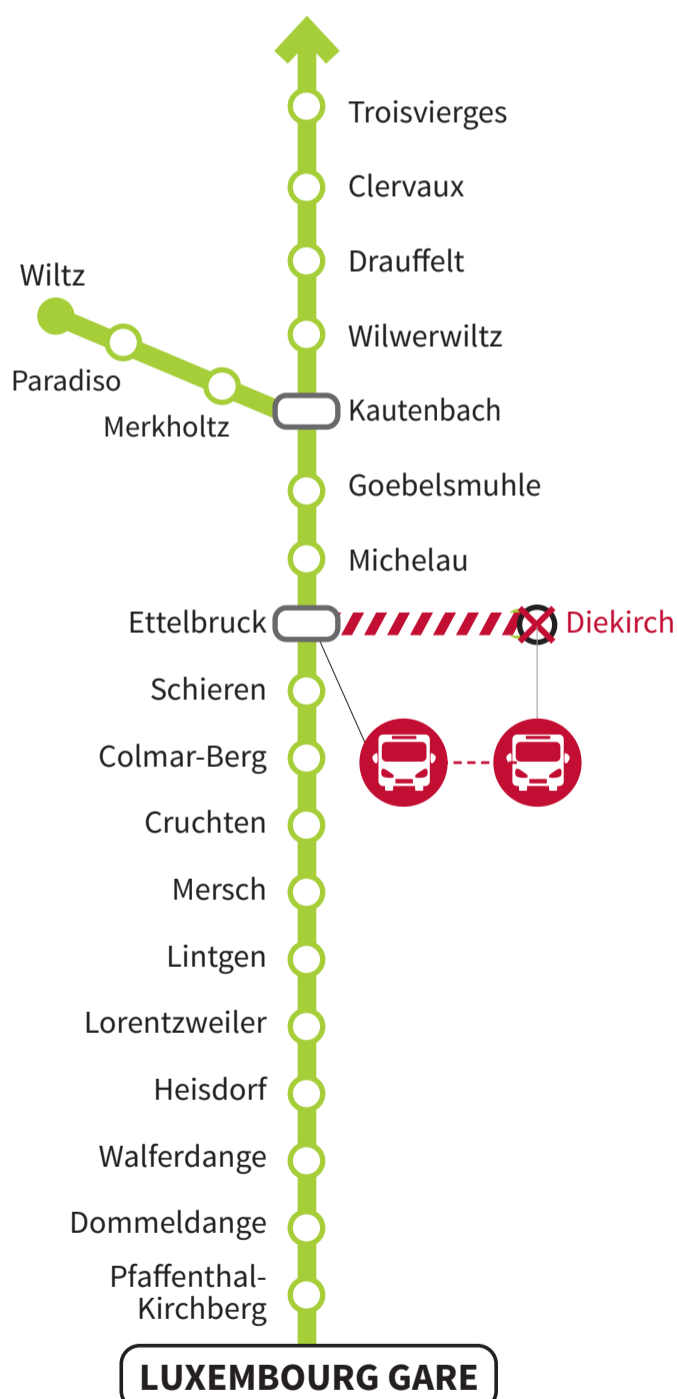 Troisvierges
Clervaux
Drauffelt
Wiltz
Wilwerwiltz
Paradiso
Merkholtz
Kautenbach
Goebelsmuhle
Michelau
Ettelbruck
Diekirch
Schieren
Colmar-Berg
Cruchten
Mersch
Lintgen
Lorentzweiler
Heisdorf
Walferdange
Dommeldange
Pfaffenthal-
Kirchberg
LUXEMBOURG GARE